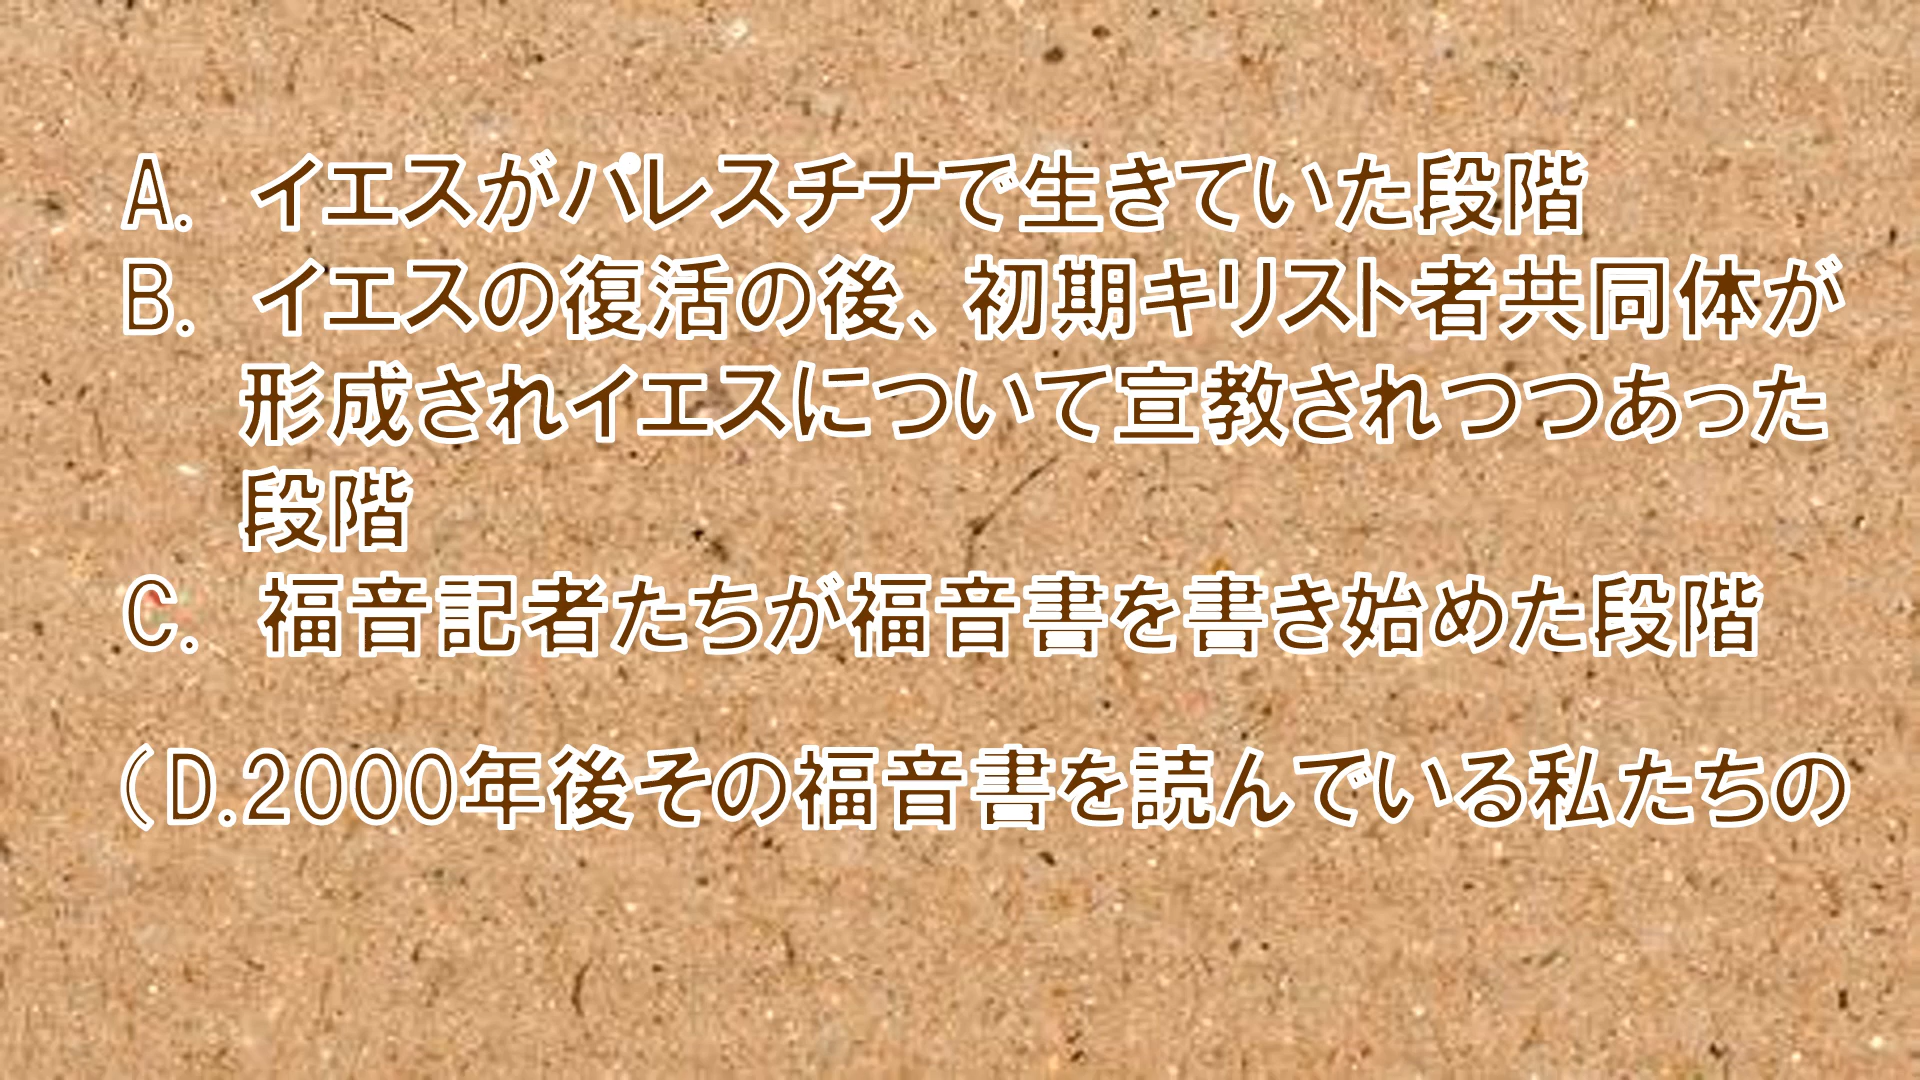 A. イエスがパレスチナで生きていた段階
B. イエスの復活の後、初期キリスト者共同体が
形成されイエスについて宣教されつつあった
段階
C. 福音記者たちが福音書を書き始めた段階
(D.2000年後その福音書を読んでいる私たちの